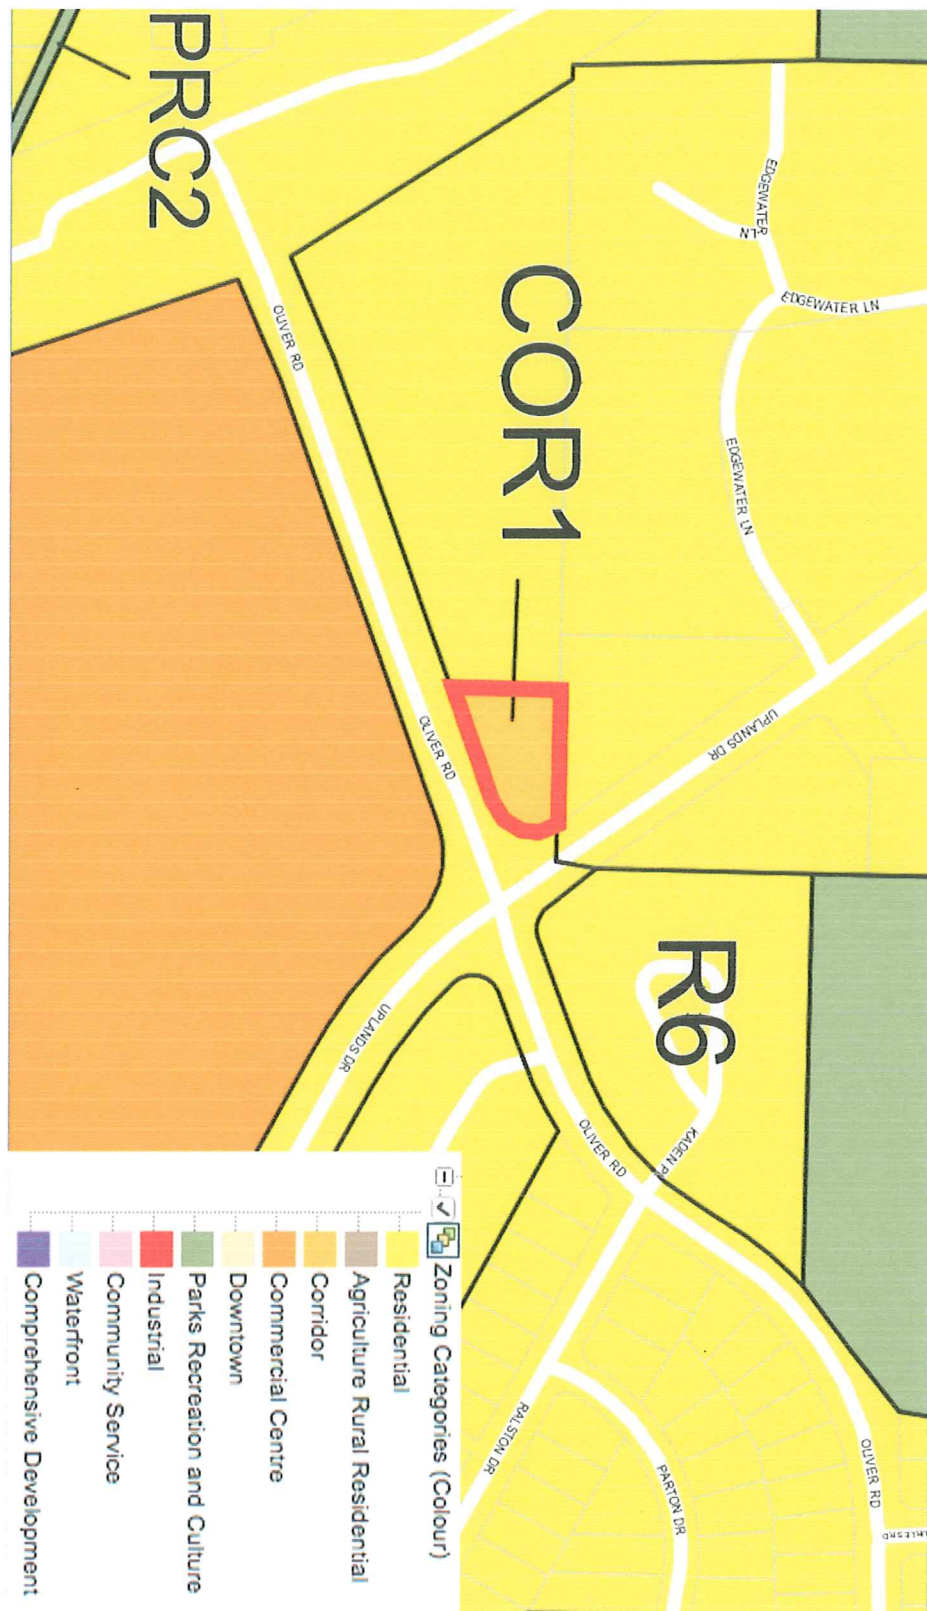 PRC2
COR1
R6
EDGEWATER
LN
EDGEWATER LN
EDGEWATER LN
UPLANDS DR
OLIVER RD
OLIVER RD
UPLANDS DR
OLIVER RD
KADEN
OLIVER RD
RALSTON DR
PARTON DR
Zoning Categories (Colour)
Residential
Agriculture Rural Residential
Corridor
Commercial Centre
Downtown
Parks Recreation and Culture
Industrial
Community Service
Waterfront
Comprehensive Development